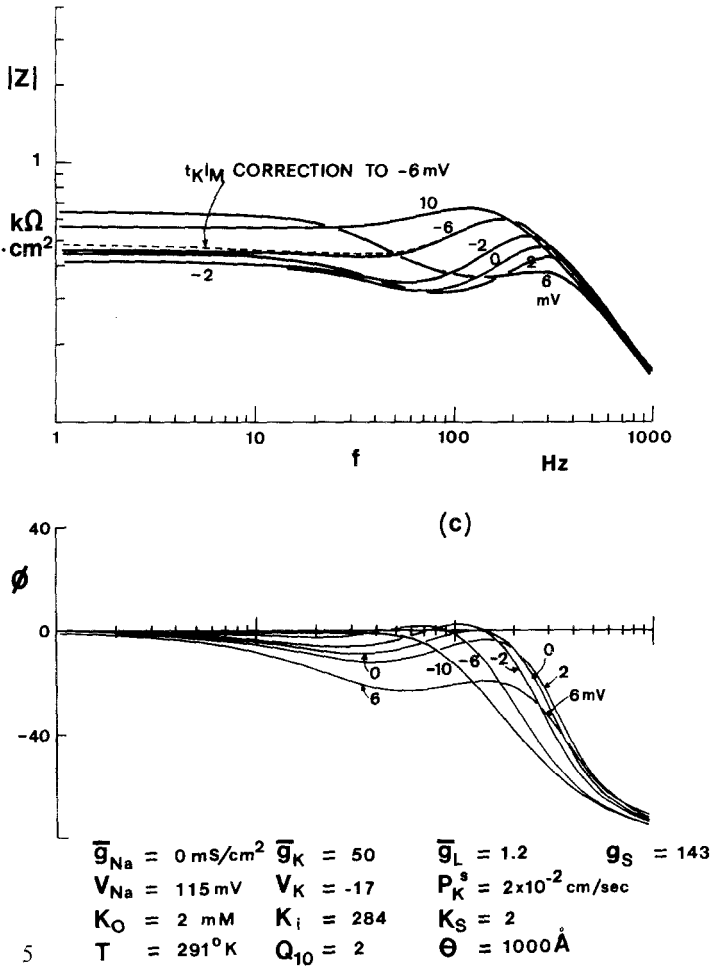 |Z|
1
tKIM CORRECTION TO -6 mV
10
-6
kΩ
·cm²
-2
0
2
-2
6
mV
1
10
100
1000
f
Hz
(c)
40
ϕ
0
0
2
-10
-6
-2
0
6 mV
6
-40
ḡNa = 0 mS/cm² ḡK = 50 ḡL = 1.2 gS = 143
VNa = 115 mV VK = -17 PKˢ = 2x10⁻² cm/sec
KO = 2 mM Ki = 284 KS = 2
5 T = 291°K Q10 = 2 Θ = 1000 Å